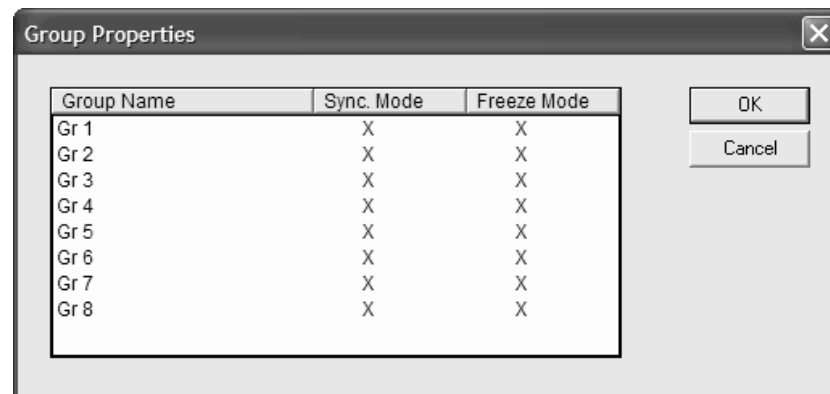 Group Properties
Group Name Sync. Mode Freeze Mode
Gr 1 X X
Gr 2 X X
Gr 3 X X
Gr 4 X X
Gr 5 X X
Gr 6 X X
Gr 7 X X
Gr 8 X X
OK
Cancel